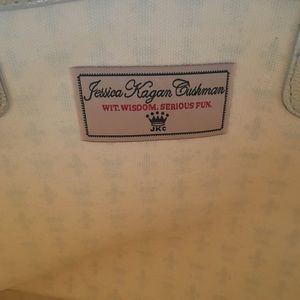 Jessica Kagan Cushman
WIT. WISDOM. SERIOUS FUN.
JKC